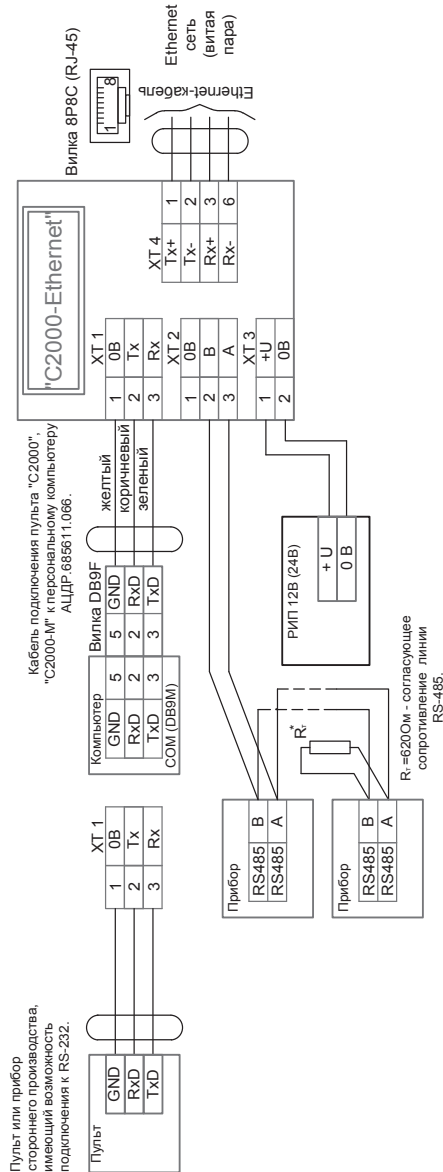 Пульт или прибор
стороннего производства,
имеющий возможность
подключения к RS-232.
Пульт
GND
RxD
TxD
XT 1
1 0В
2 Tx
3 Rx
Кабель подключения пульта "С2000",
"С2000-М" к персональному компьютеру
АЦДР.685611.066.
Компьютер
GND 5
RxD 2
TxD 3
COM (DB9M)
Вилка DB9F
5 GND
2 RxD
3 TxD
желтый
коричневый
зеленый
"C2000-Ethernet"
XT 1
1 0В
2 Tx
3 Rx
XT 2
1 0В
2 В
3 А
XT 3
1 +U
2 0В
XT 4
Tx+ 1
Tx- 2
Rx+ 3
Rx- 6
Вилка 8P8C (RJ-45)
1 8
Ethernet-кабель
Ethernet
сеть
(витая
пара)
Прибор
RS485 В
RS485 А
Прибор
RS485 В
RS485 А
Rт*
РИП 12В (24В)
+ U
0 В
Rт=620Ом - согласующее
сопротивление линии
RS-485.